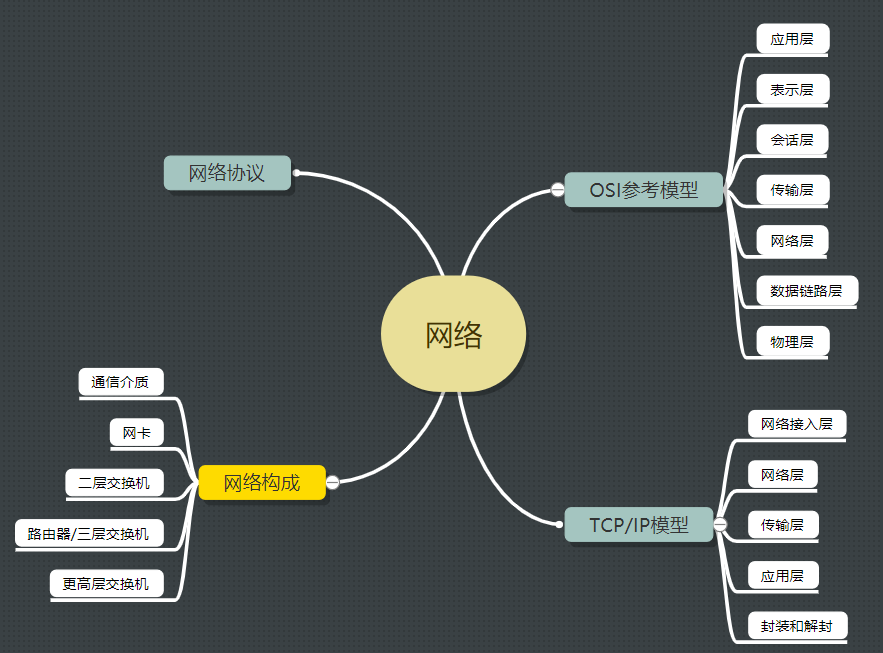 网络
网络协议
OSI参考模型
应用层
表示层
会话层
传输层
网络层
数据链路层
物理层
网络构成
通信介质
网卡
二层交换机
路由器/三层交换机
更高层交换机
TCP/IP模型
网络接入层
网络层
传输层
应用层
封装和解封